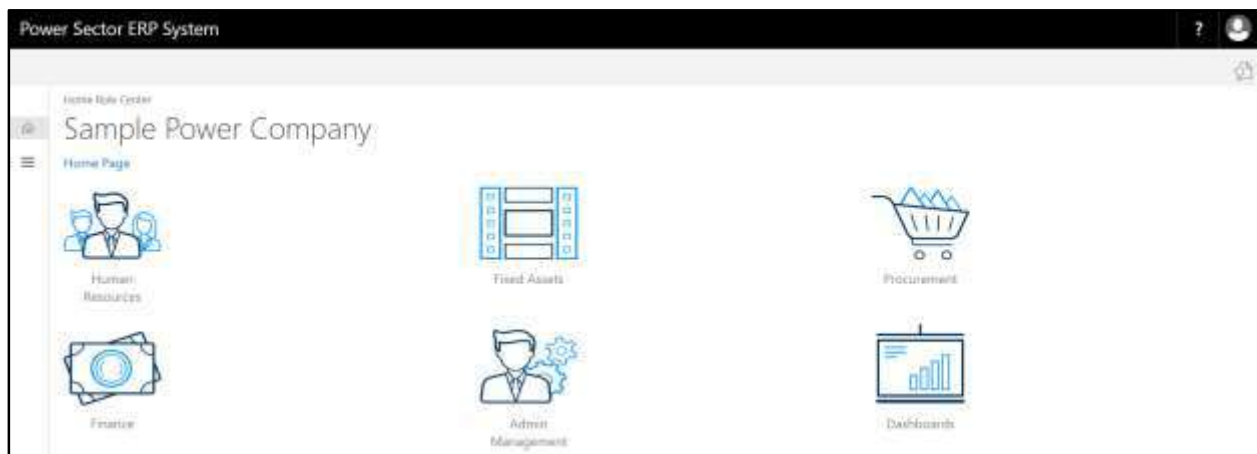 Power Sector ERP System
?
Home Role Center
Sample Power Company
Home Page
Human
Resources
Fixed Assets
Procurement
Finance
Admin
Management
Dashboards